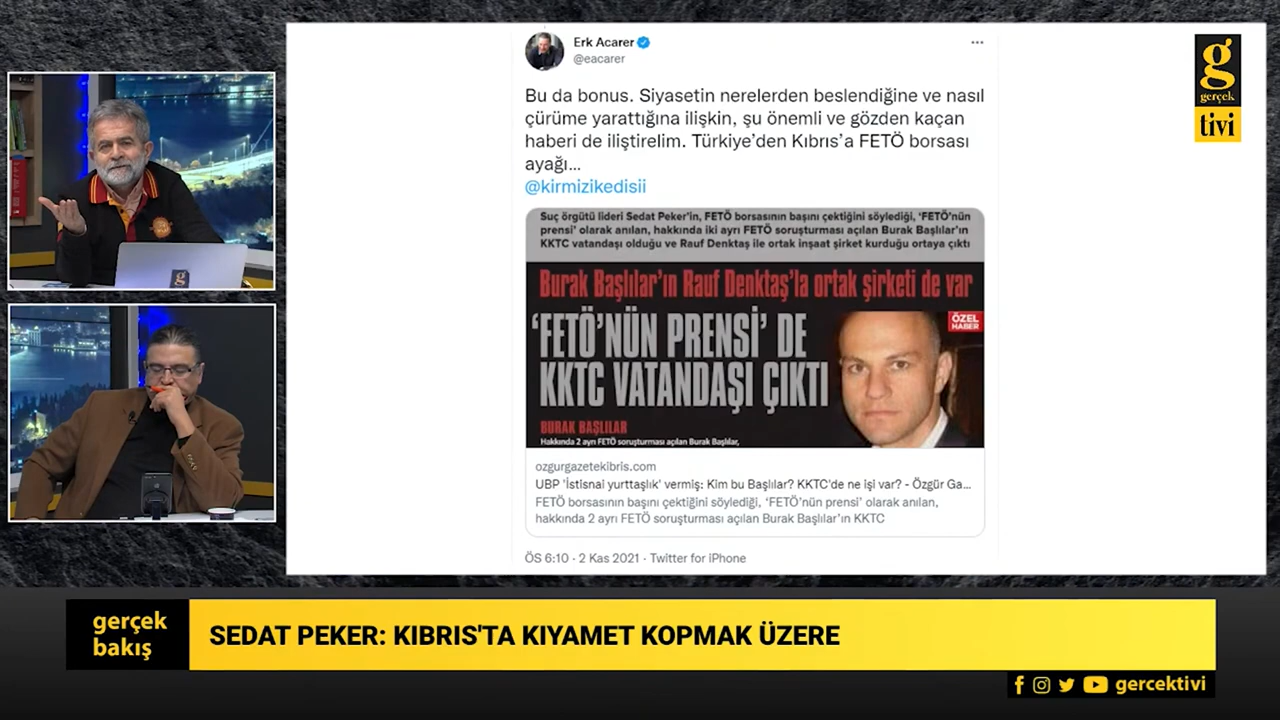 Erk Acarer
@eacarer
Bu da bonus. Siyasetin nerelerden beslendiğine ve nasıl
çürüme yarattığına ilişkin, şu önemli ve gözden kaçan
haberi de iliştirelim. Türkiye’den Kıbrıs’a FETÖ borsası
ayağı...
@kirmizikedisii
Suç örgütü lideri Sedat Peker’in, FETÖ borsasının başını çektiğini söylediği, ‘FETÖ’nün
prensi’ olarak anılan, hakkında iki ayrı FETÖ soruşturması açılan Burak Başlılar’ın
KKTC vatandaşı olduğu ve Rauf Denktaş ile ortak inşaat şirket kurduğu ortaya çıktı
Burak Başlılar’ın Rauf Denktaş’la ortak şirketi de var
‘FETÖ’NÜN PRENSİ’ DE
KKTC VATANDAŞI ÇIKTI
ÖZEL
HABER
BURAK BAŞLILAR
Hakkında 2 ayrı FETÖ soruşturması açılan Burak Başlılar,
ozgurgazetekibris.com
UBP 'İstisnai yurttaşlık' vermiş: Kim bu Başlılar? KKTC'de ne işi var? - Özgür Ga...
FETÖ borsasının başını çektiğini söylediği, ‘FETÖ’nün prensi’ olarak anılan,
hakkında 2 ayrı FETÖ soruşturması açılan Burak Başlılar’ın KKTC
ÖS 6:10 · 2 Kas 2021 · Twitter for iPhone
g
gerçek
tivi
g
gerçek
bakış
SEDAT PEKER: KIBRIS'TA KIYAMET KOPMAK ÜZERE
gercektivi